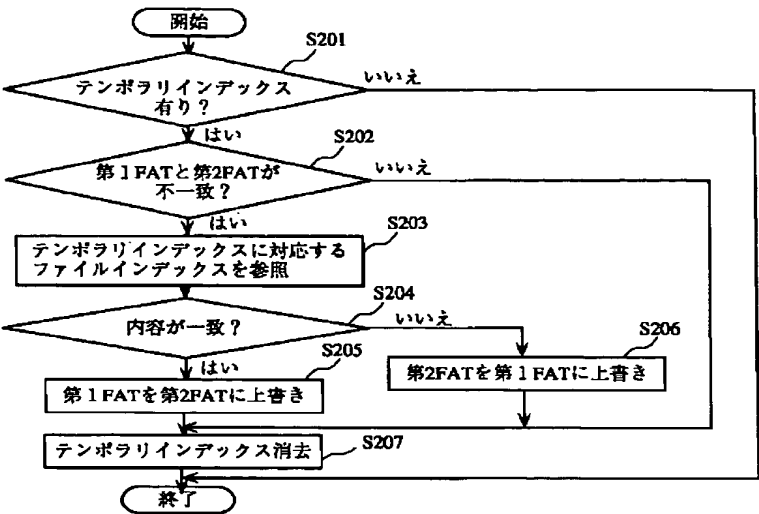 開始
S201
テンポラリインデックス
有り？
いいえ
はい
S202
第１FATと第2FATが
不一致？
いいえ
はい
S203
テンポラリインデックスに対応する
ファイルインデックスを参照
S204
内容が一致？
いいえ
はい
S205
第１FATを第2FATに上書き
S206
第2FATを第１FATに上書き
S207
テンポラリインデックス消去
終了